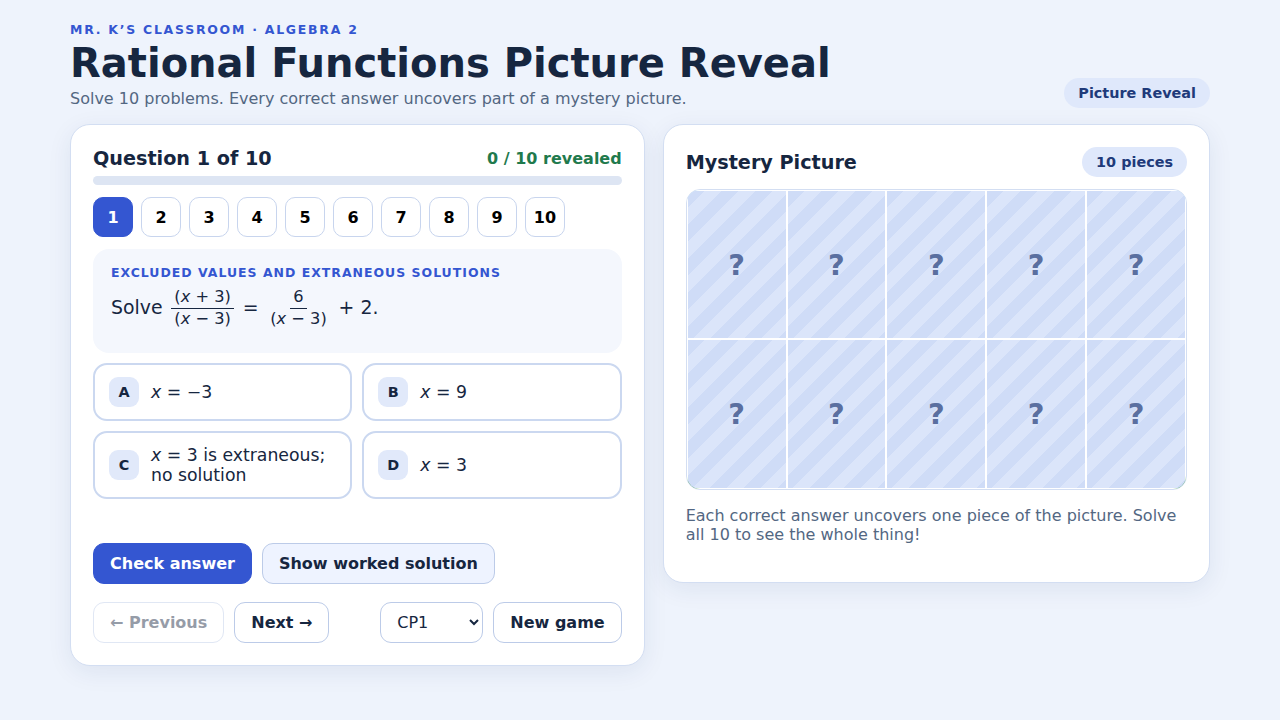 MR. K’S CLASSROOM · ALGEBRA 2
Rational Functions Picture Reveal
Solve 10 problems. Every correct answer uncovers part of a mystery picture.
Picture Reveal
Question 1 of 10
0 / 10 revealed
1 2 3 4 5 6 7 8 9 10
EXCLUDED VALUES AND EXTRANEOUS SOLUTIONS
Solve (x + 3)/(x − 3) = 6/(x − 3) + 2.
A x = −3
B x = 9
C x = 3 is extraneous;
no solution
D x = 3
Check answer
Show worked solution
← Previous
Next →
CP1
New game
Mystery Picture
10 pieces
? ? ? ? ?
? ? ? ? ?
Each correct answer uncovers one piece of the picture. Solve
all 10 to see the whole thing!